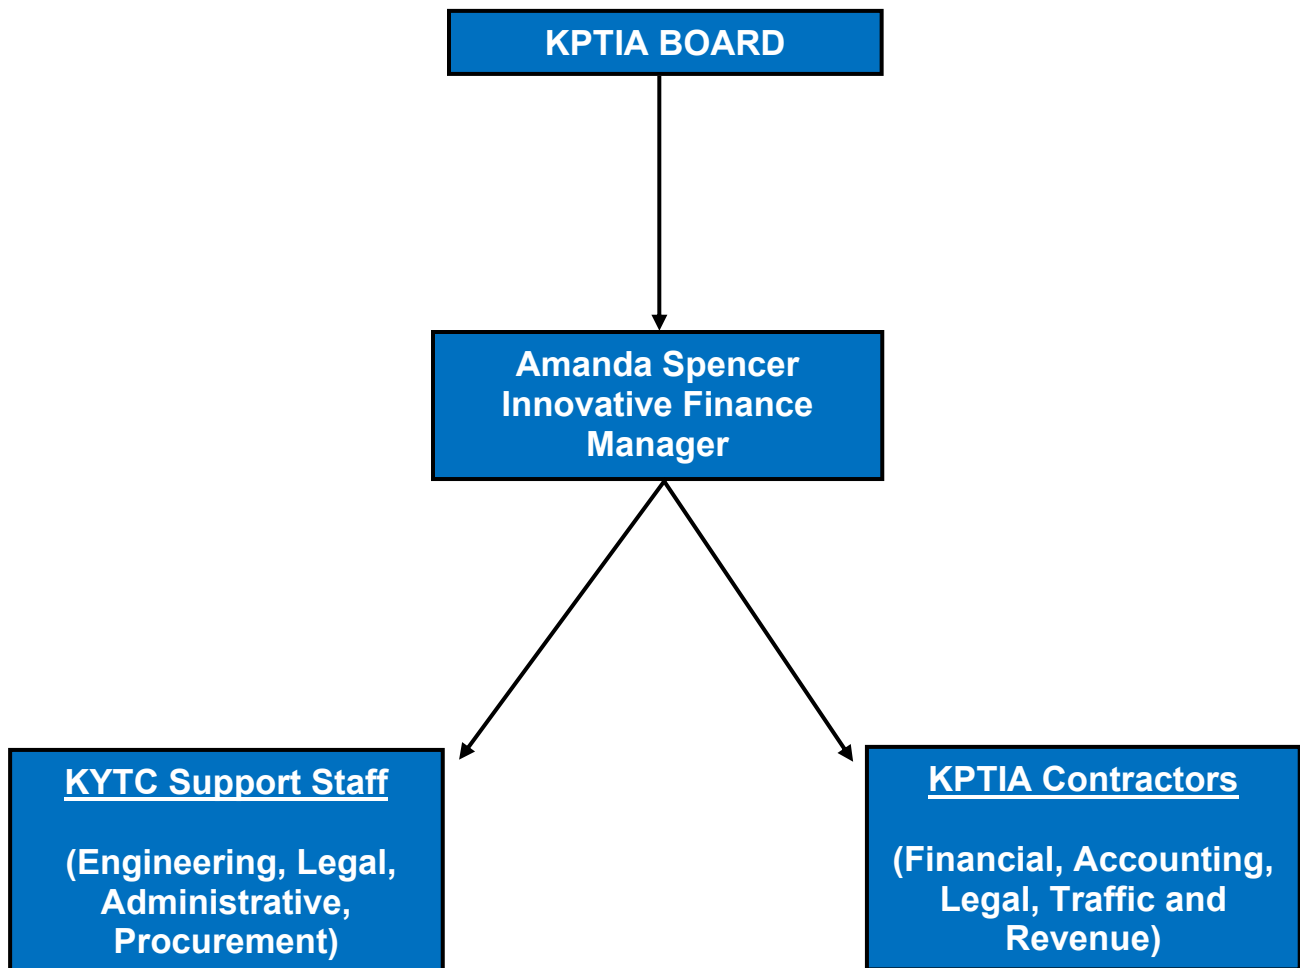 KPTIA BOARD
Amanda Spencer
Innovative Finance
Manager
KYTC Support Staff
(Engineering, Legal,
Administrative,
Procurement)
KPTIA Contractors
(Financial, Accounting,
Legal, Traffic and
Revenue)